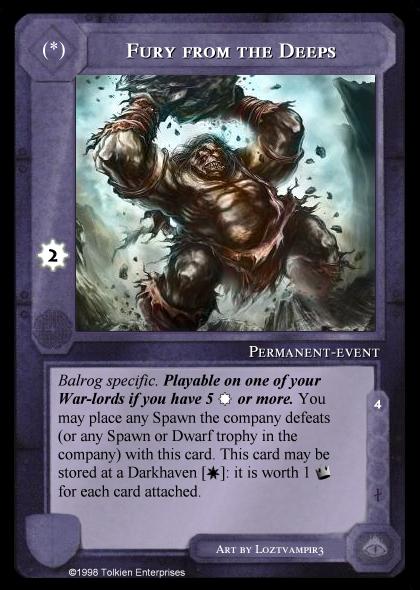 (*)
Fury from the Deeps
2
Permanent-event
Balrog specific. Playable on one of your
War-lords if you have 5 or more. You
may place any Spawn the company defeats
(or any Spawn or Dwarf trophy in the
company) with this card. This card may be
stored at a Darkhaven [✷]: it is worth 1
for each card attached.
4
Art by Loztvampir3
©1998 Tolkien Enterprises